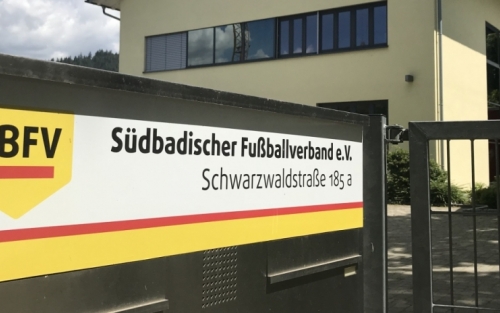 BFV
Südbadischer Fußballverband e.V.
Schwarzwaldstraße 185 a